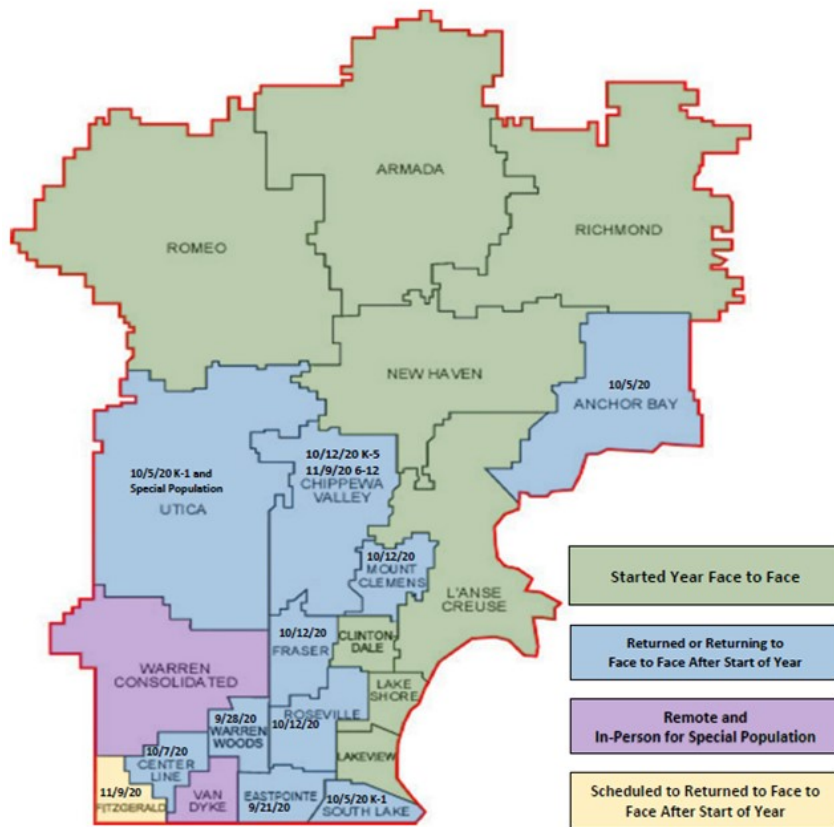 ARMADA
ROMEO
RICHMOND
NEW HAVEN
10/5/20
ANCHOR BAY
10/12/20 K-5
11/9/20 6-12
CHIPPEWA
VALLEY
10/5/20 K-1 and
Special Population
UTICA
10/12/20
MOUNT
CLEMENS
L'ANSE
CREUSE
Started Year Face to Face
10/12/20
FRASER
CLINTON-
DALE
Returned or Returning to
Face to Face After Start of Year
WARREN
CONSOLIDATED
LAKE
SHORE
ROSEVILLE
10/12/20
9/28/20
WARREN
WOODS
Remote and
In-Person for Special Population
10/7/20
CENTER
LINE
LAKEVIEW
11/9/20
FITZGERALD
VAN
DYKE
EASTPOINTE
9/21/20
10/5/20 K-1
SOUTH LAKE
Scheduled to Returned to Face to
Face After Start of Year